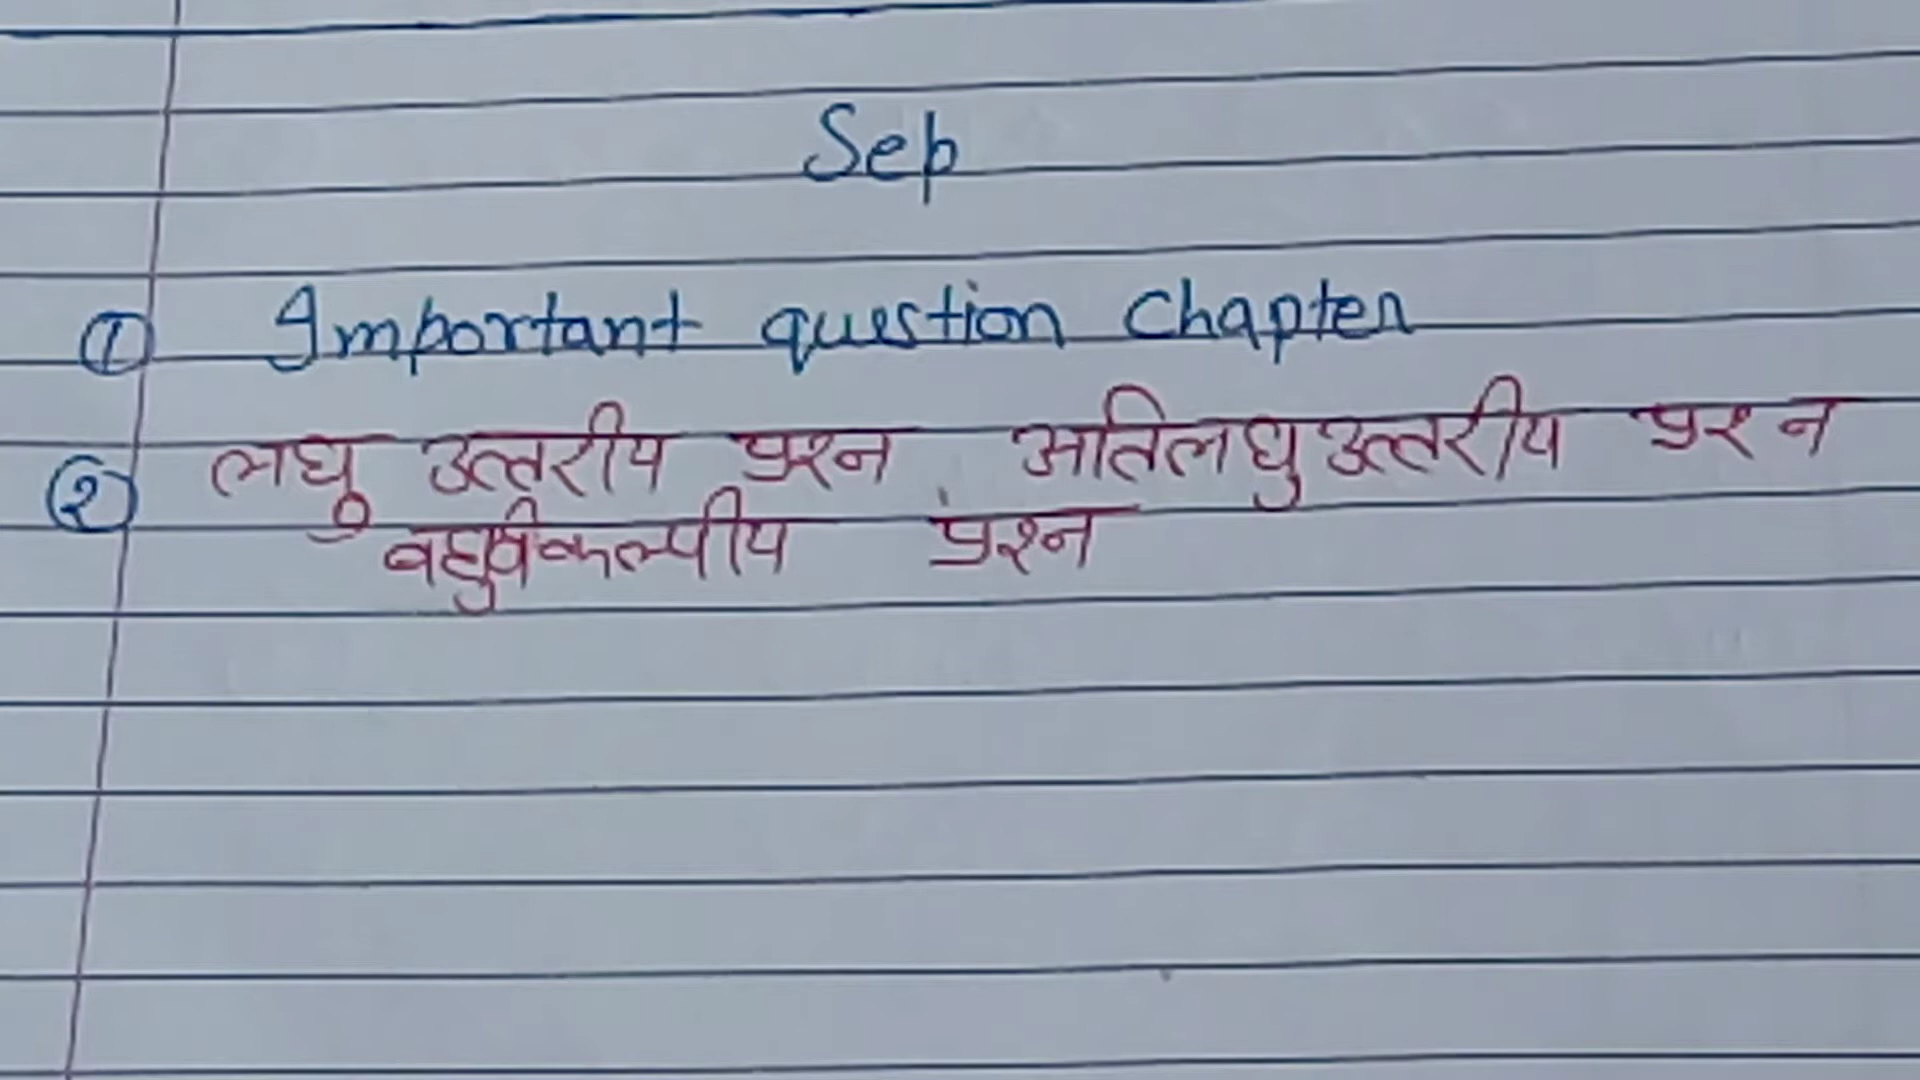 Sep
① Important question chapter
② लघु उत्तरीय प्रश्न अतिलघु उत्तरीय प्रश्न
बहुविकल्पीय प्रश्न